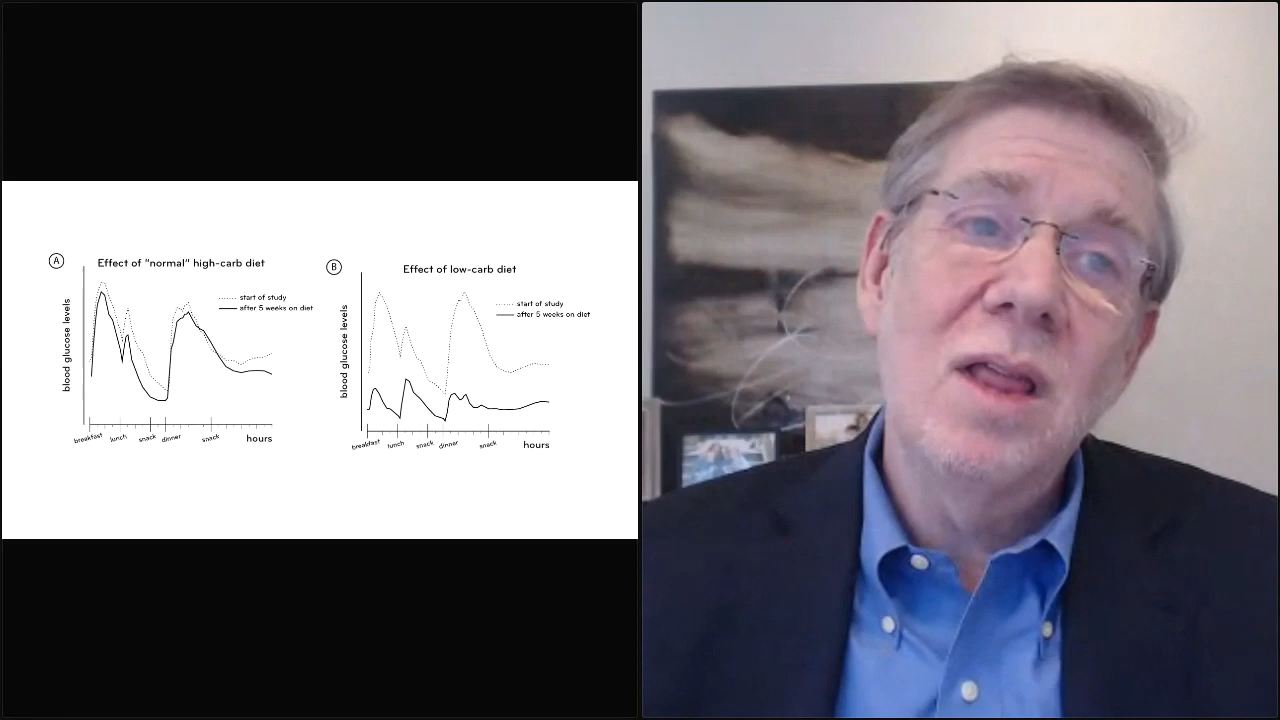 A
Effect of "normal" high-carb diet
start of study
after 5 weeks on diet
blood glucose levels
breakfast lunch snack dinner snack
hours
B
Effect of low-carb diet
start of study
after 5 weeks on diet
blood glucose levels
breakfast lunch snack dinner snack
hours